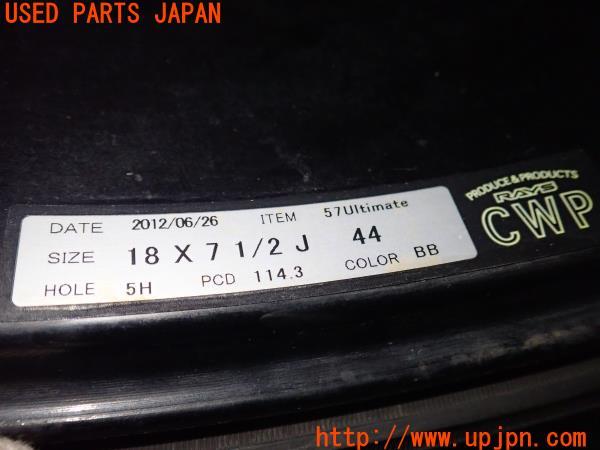 USED PARTS JAPAN
DATE 2012/06/26 ITEM 57Ultimate
SIZE 18 X 7 1/2 J 44
HOLE 5H PCD 114.3 COLOR BB
PRODUCE & PRODUCTS
RAYS
CWP
http://www.upjpn.com/